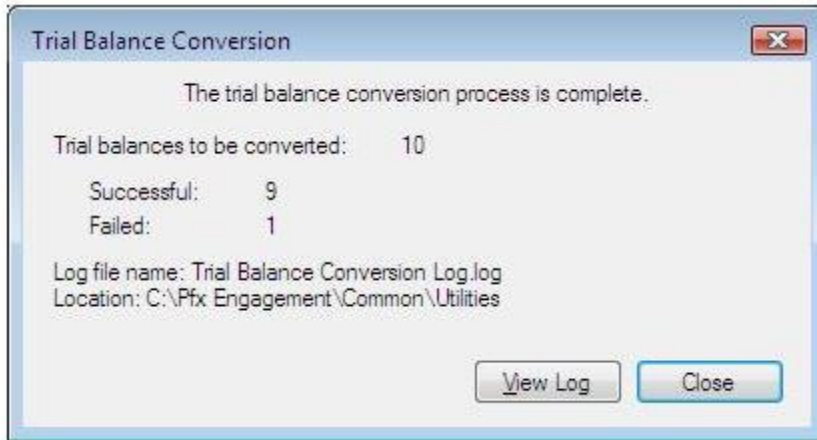 Trial Balance Conversion
The trial balance conversion process is complete.
Trial balances to be converted: 10
Successful: 9
Failed: 1
Log file name: Trial Balance Conversion Log.log
Location: C:\Pfx Engagement\Common\Utilities
View Log Close